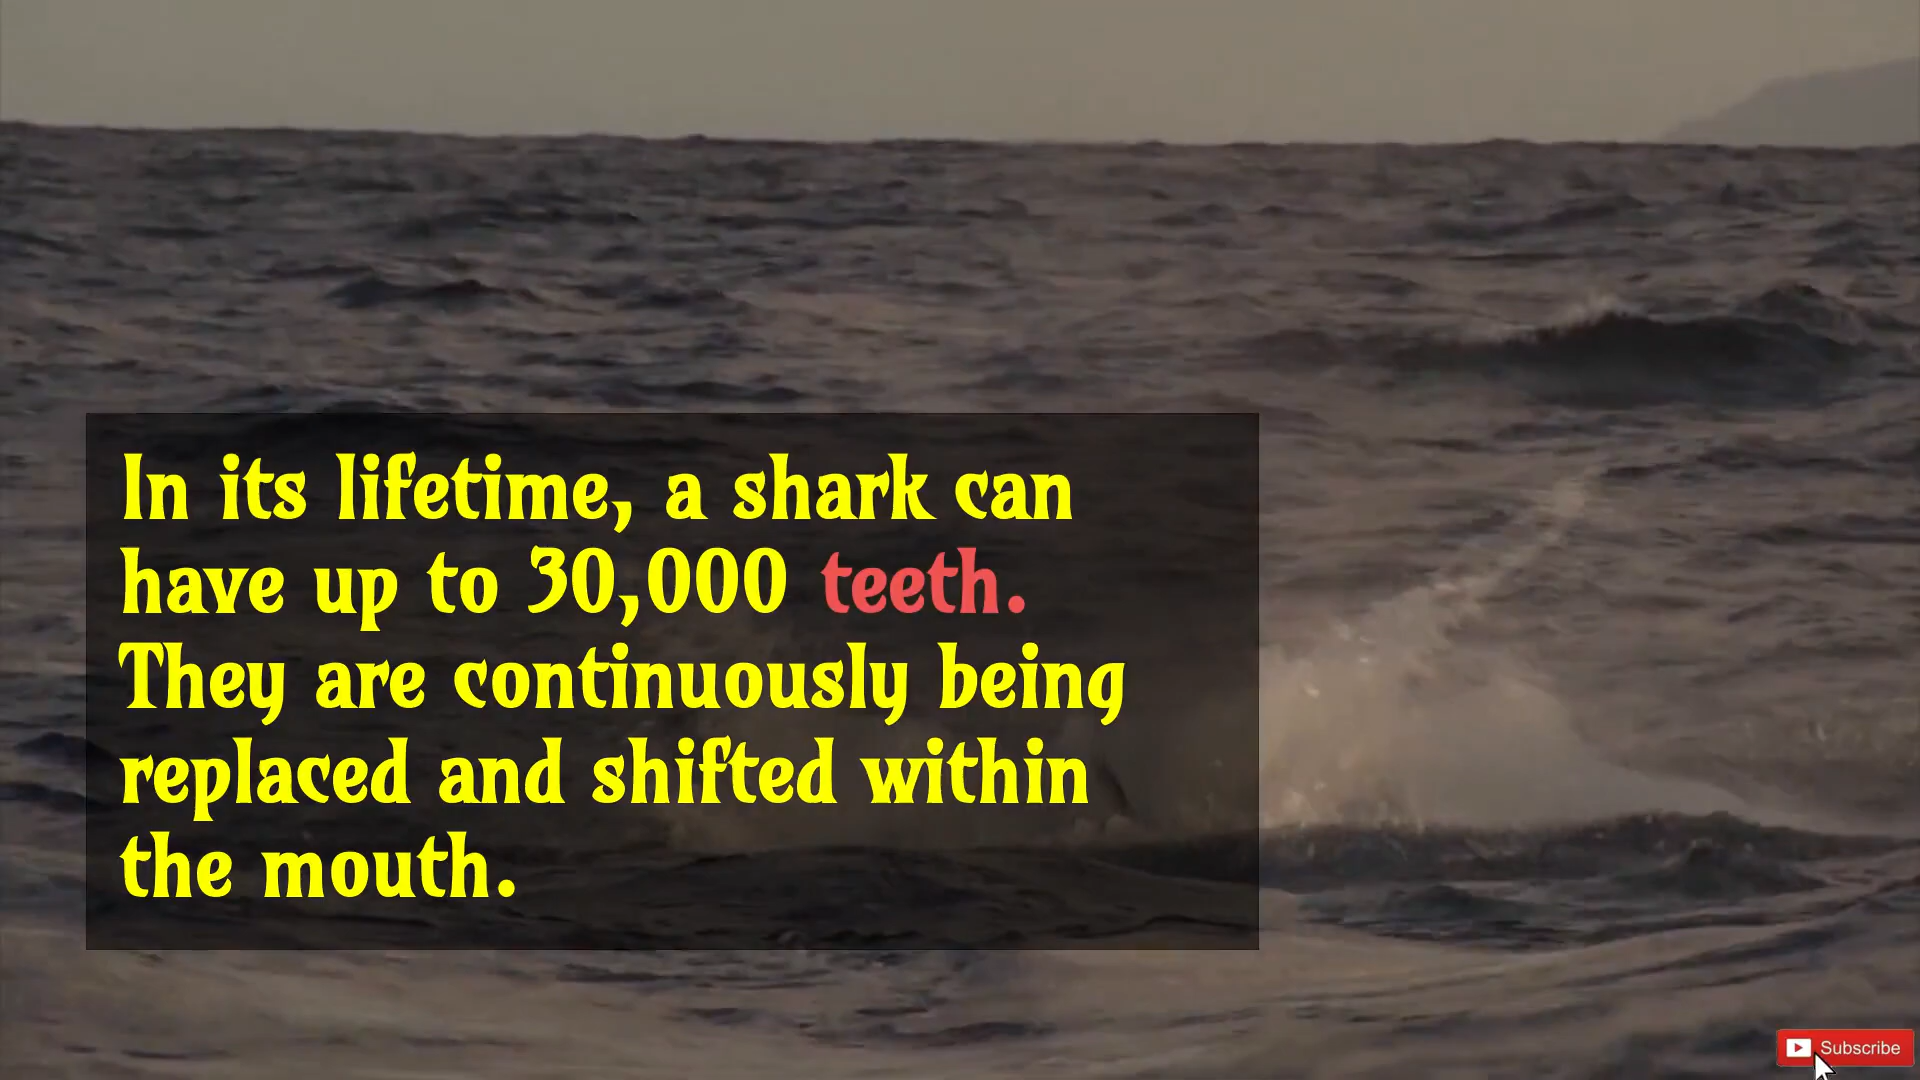 In its lifetime, a shark can
have up to 30,000 teeth.
They are continuously being
replaced and shifted within
the mouth.
Subscribe